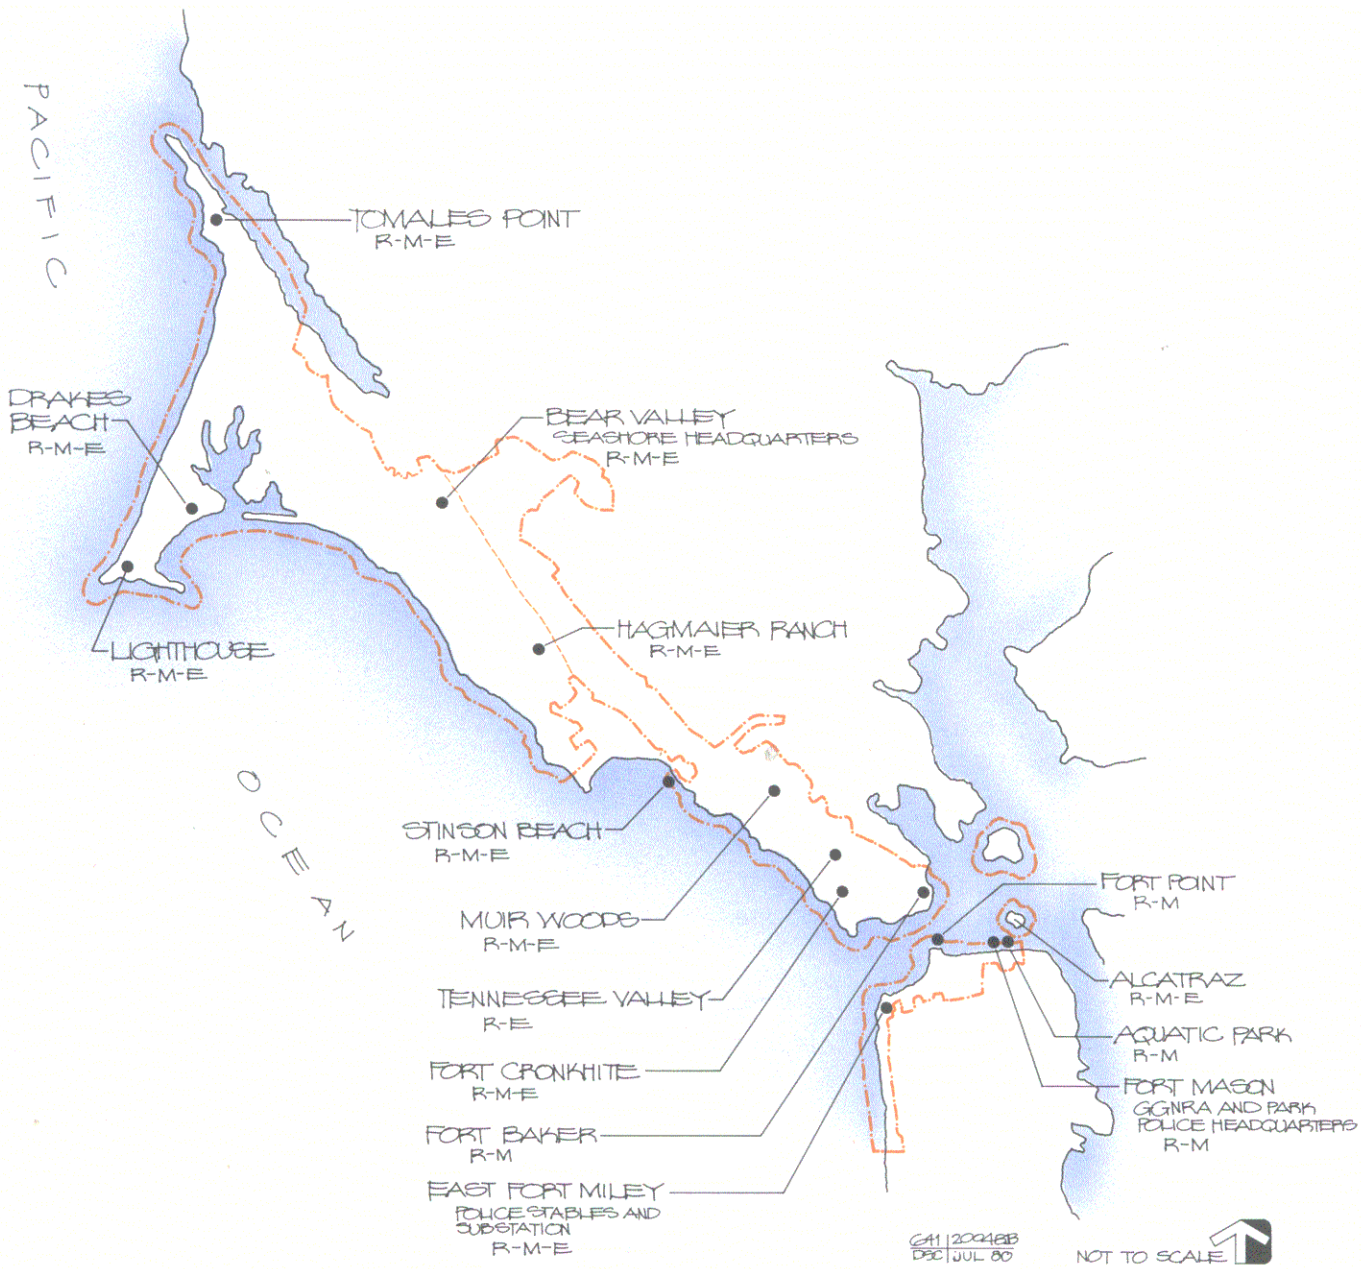 PACIFIC
OCEAN
TOMALES POINT
R-M-E
DRAKES
BEACH
R-M-E
BEAR VALLEY
SEASHORE HEADQUARTERS
R-M-E
LIGHTHOUSE
R-M-E
HAGMAIER RANCH
R-M-E
STINSON BEACH
R-M-E
MUIR WOODS
R-M-E
TENNESSEE VALLEY
R-E
FORT CRONKHITE
R-M-E
FORT BAKER
R-M
EAST FORT MILEY
POLICE STABLES AND
SUBSTATION
R-M-E
FORT POINT
R-M
ALCATRAZ
R-M-E
AQUATIC PARK
R-M
FORT MASON
GGNRA AND PARK
POLICE HEADQUARTERS
R-M
DSC JUL 80
NOT TO SCALE